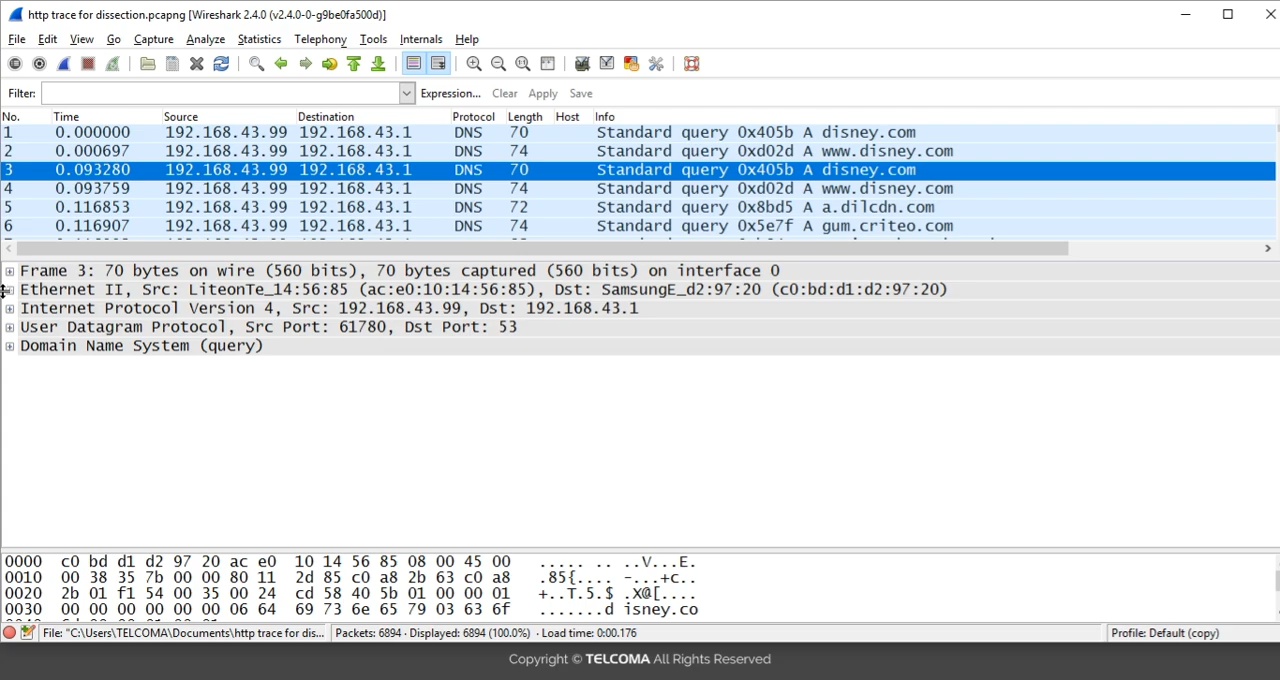 http trace for dissection.pcapng [Wireshark 2.4.0 (v2.4.0-0-g9be0fa500d)]
File Edit View Go Capture Analyze Statistics Telephony Tools Internals Help
Filter: Expression... Clear Apply Save
No. Time Source Destination Protocol Length Host Info
1 0.000000 192.168.43.99 192.168.43.1 DNS 70 Standard query 0x405b A disney.com
2 0.000697 192.168.43.99 192.168.43.1 DNS 74 Standard query 0xd02d A www.disney.com
3 0.093280 192.168.43.99 192.168.43.1 DNS 70 Standard query 0x405b A disney.com
4 0.093759 192.168.43.99 192.168.43.1 DNS 74 Standard query 0xd02d A www.disney.com
5 0.116853 192.168.43.99 192.168.43.1 DNS 72 Standard query 0x8bd5 A a.dilcdn.com
6 0.116907 192.168.43.99 192.168.43.1 DNS 74 Standard query 0x5e7f A gum.criteo.com
Frame 3: 70 bytes on wire (560 bits), 70 bytes captured (560 bits) on interface 0
Ethernet II, Src: LiteonTe_14:56:85 (ac:e0:10:14:56:85), Dst: SamsungE_d2:97:20 (c0:bd:d1:d2:97:20)
Internet Protocol Version 4, Src: 192.168.43.99, Dst: 192.168.43.1
User Datagram Protocol, Src Port: 61780, Dst Port: 53
Domain Name System (query)
0000 c0 bd d1 d2 97 20 ac e0 10 14 56 85 08 00 45 00 ..... .. ..V...E.
0010 00 38 35 7b 00 00 80 11 2d 85 c0 a8 2b 63 c0 a8 .85{.... -...+c..
0020 2b 01 f1 54 00 35 00 24 cd 58 40 5b 01 00 00 01 +..T.5.$ .X@[....
0030 00 00 00 00 00 00 06 64 69 73 6e 65 79 03 63 6f .......d isney.co
File: "C:\Users\TELCOMA\Documents\http trace for dis... Packets: 6894 · Displayed: 6894 (100.0%) · Load time: 0:00.176 Profile: Default (copy)
Copyright © TELCOMA All Rights Reserved